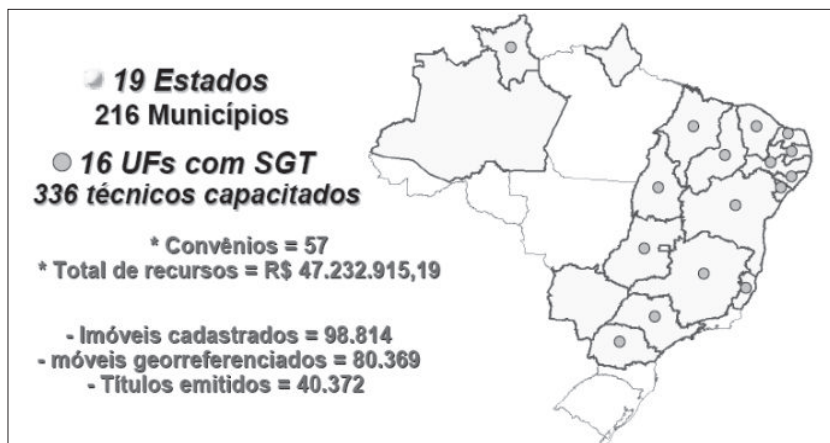 19 Estados
216 Municípios
16 UFs com SGT
336 técnicos capacitados
* Convênios = 57
* Total de recursos = R$ 47.232.915,19
- Imóveis cadastrados = 98.814
- móveis georreferenciados = 80.369
- Títulos emitidos = 40.372